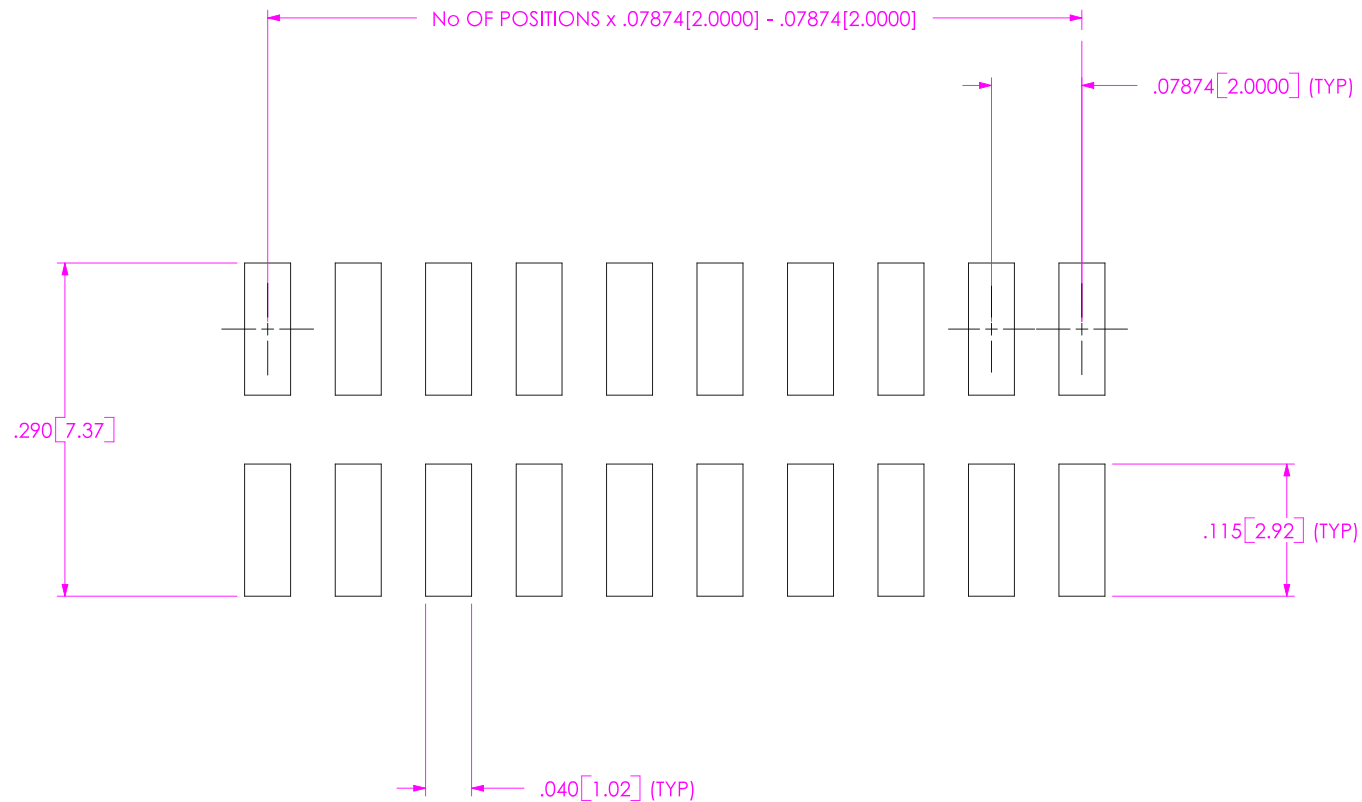 No OF POSITIONS x .07874[2.0000] - .07874[2.0000]
.07874[2.0000] (TYP)
.290[7.37]
.115[2.92] (TYP)
.040[1.02] (TYP)